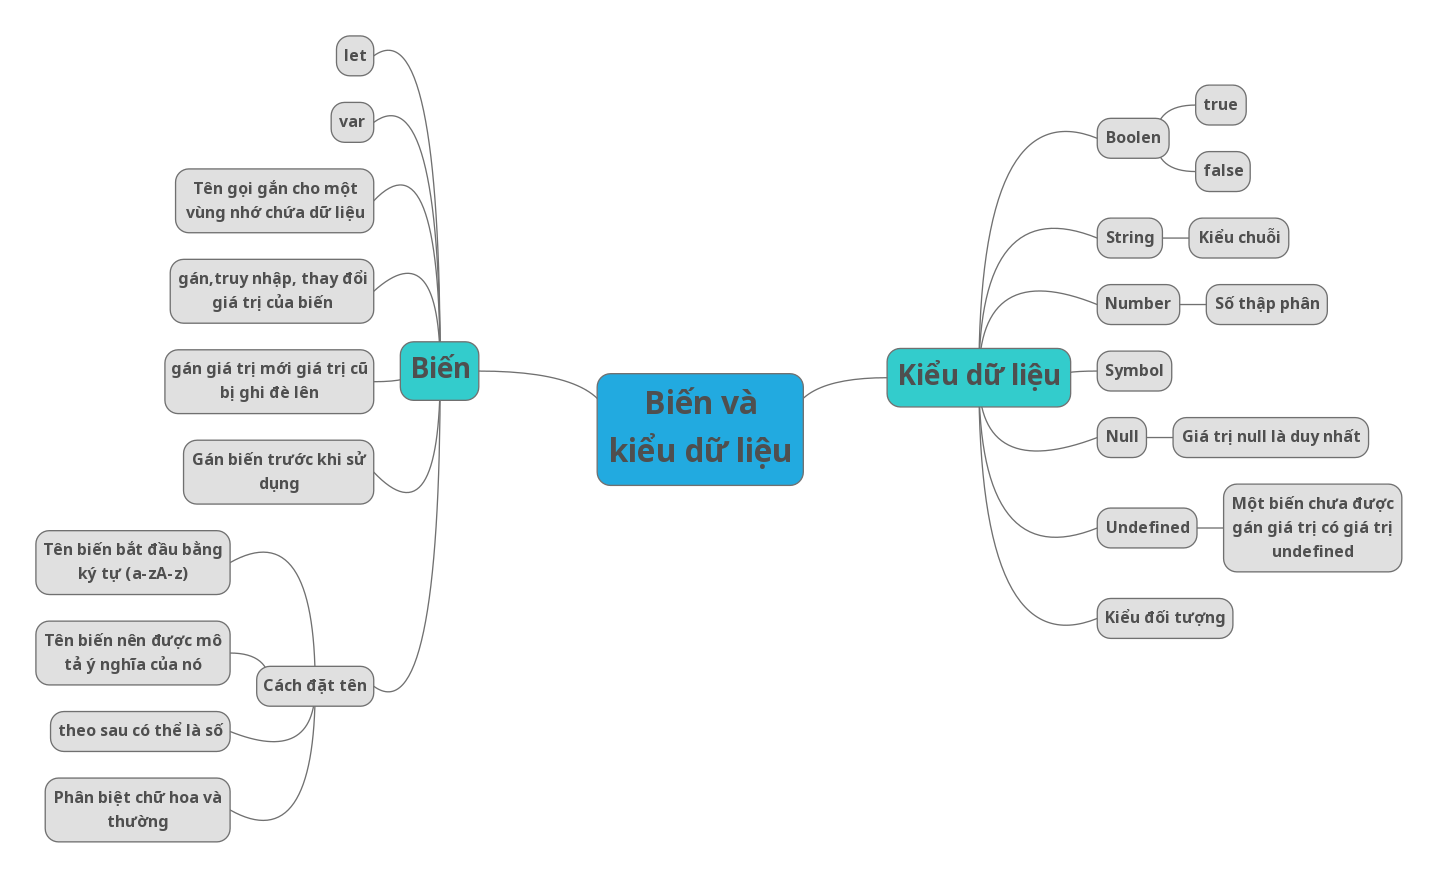 Biến và
kiểu dữ liệu
Biến
let
var
Tên gọi gắn cho một
vùng nhớ chứa dữ liệu
gán,truy nhập, thay đổi
giá trị của biến
gán giá trị mới giá trị cũ
bị ghi đè lên
Gán biến trước khi sử
dụng
Cách đặt tên
Tên biến bắt đầu bằng
ký tự (a-zA-z)
Tên biến nên được mô
tả ý nghĩa của nó
theo sau có thể là số
Phân biệt chữ hoa và
thường
Kiểu dữ liệu
Boolen
true
false
String
Kiểu chuỗi
Number
Số thập phân
Symbol
Null
Giá trị null là duy nhất
Undefined
Một biến chưa được
gán giá trị có giá trị
undefined
Kiểu đối tượng